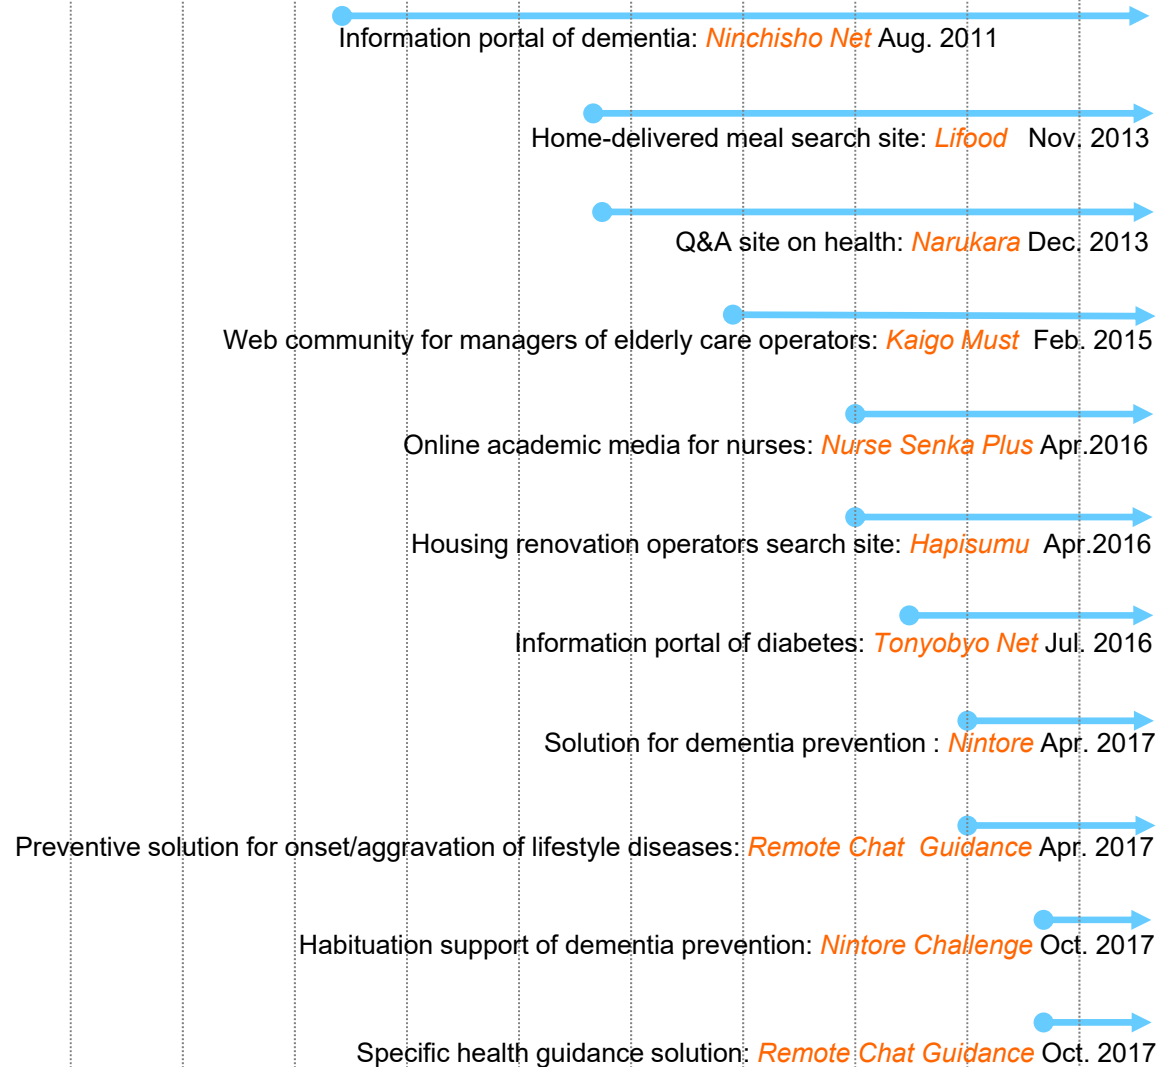 Information portal of dementia: Ninchisho Net Aug. 2011
Home-delivered meal search site: Lifood Nov. 2013
Q&A site on health: Narukara Dec. 2013
Web community for managers of elderly care operators: Kaigo Must Feb. 2015
Online academic media for nurses: Nurse Senka Plus Apr.2016
Housing renovation operators search site: Hapisumu Apr.2016
Information portal of diabetes: Tonyobyo Net Jul. 2016
Solution for dementia prevention : Nintore Apr. 2017
Preventive solution for onset/aggravation of lifestyle diseases: Remote Chat Guidance Apr. 2017
Habituation support of dementia prevention: Nintore Challenge Oct. 2017
Specific health guidance solution: Remote Chat Guidance Oct. 2017